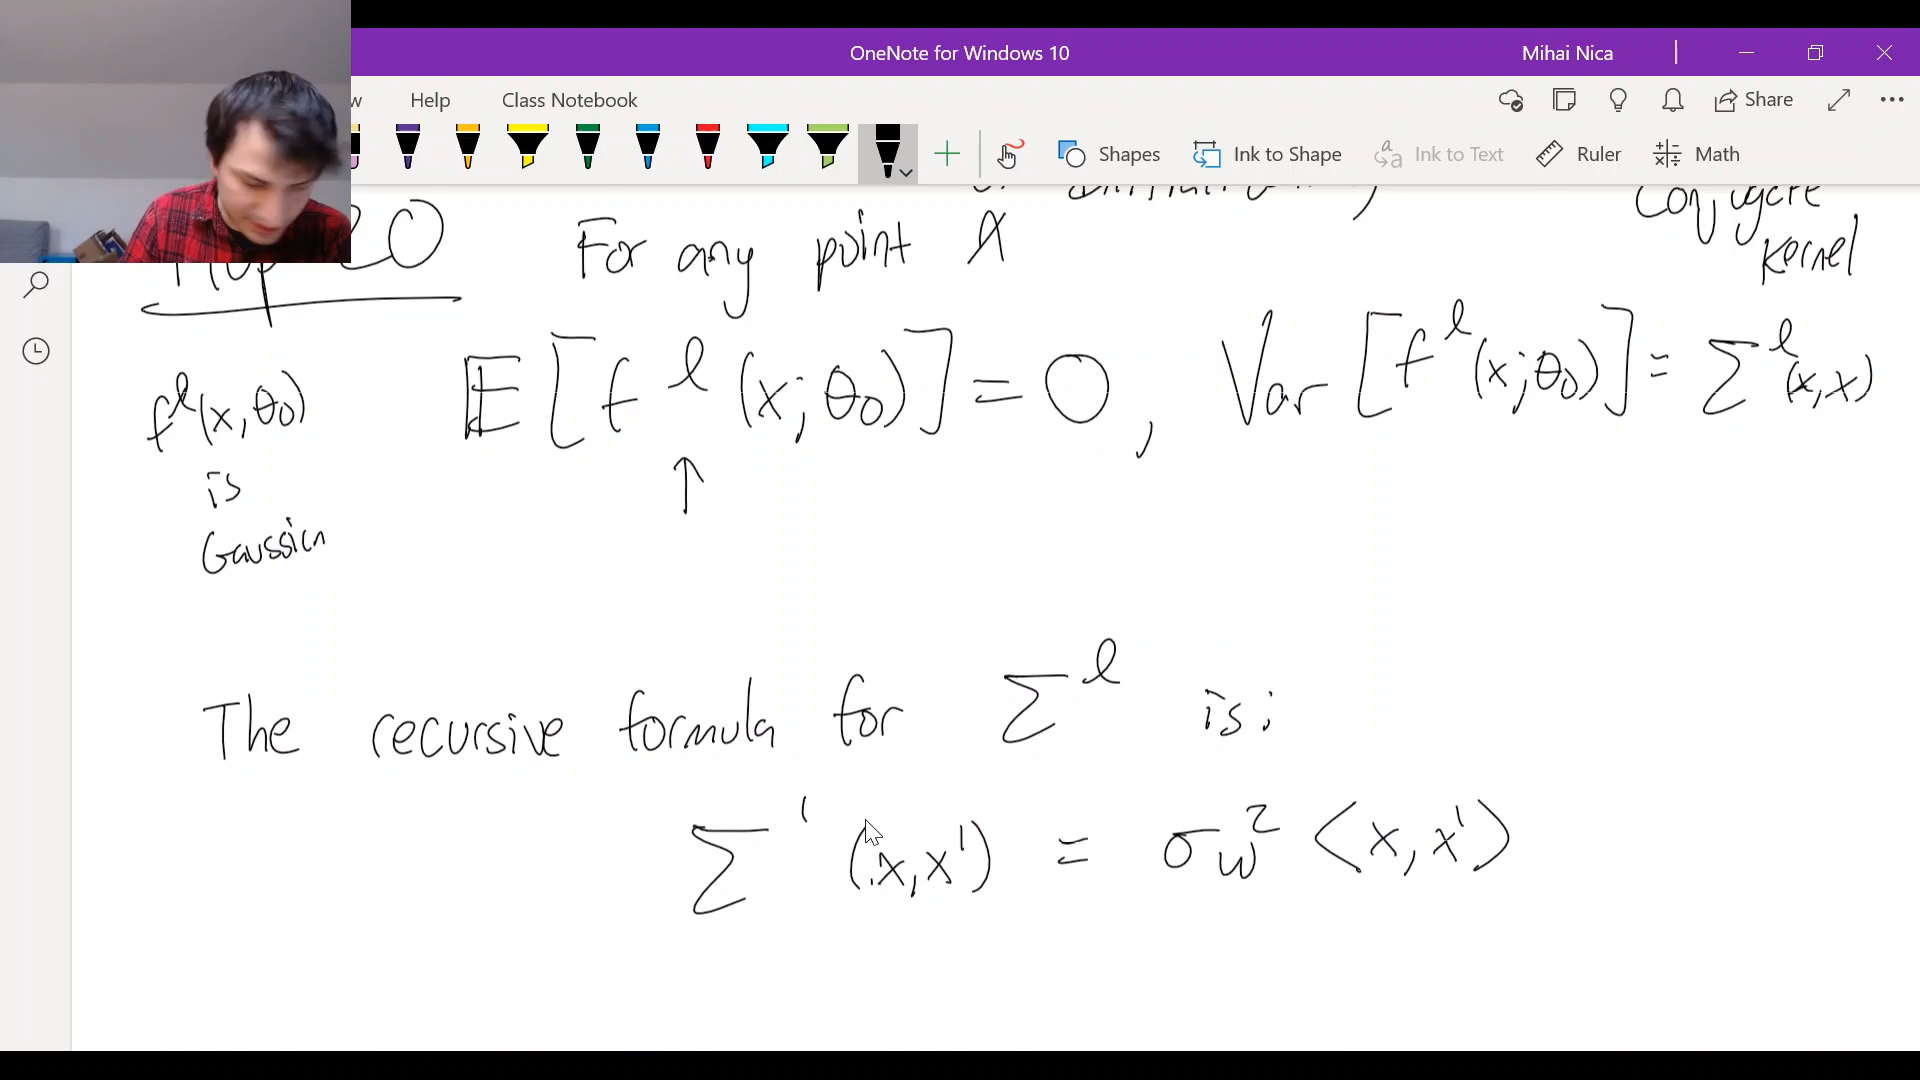 OneNote for Windows 10
Mihai Nica
Help
Class Notebook
Share
Shapes
Ink to Shape
Ink to Text
Ruler
Math
Conjugate
Kernel
For any point x
E[f^ℓ(x;θ₀)] = 0, Var[f^ℓ(x;θ₀)] = Σ^ℓ(x,x)
f^ℓ(x,θ₀)
is
Gaussian
↑
The recursive formula for Σ^ℓ is:
Σ^1 (x,x') = σ_w^2 <x,x'>